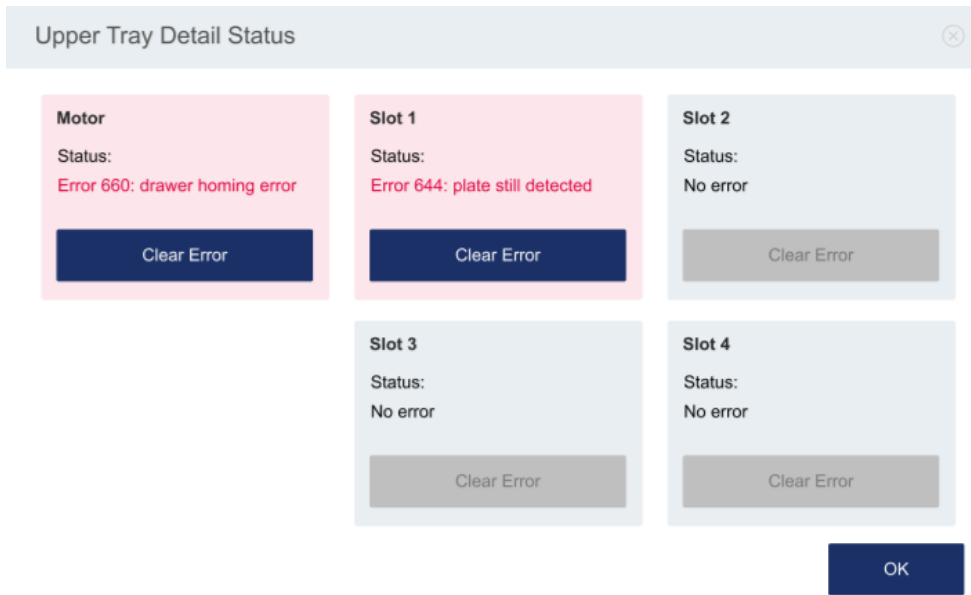 Upper Tray Detail Status
Motor
Status:
Error 660: drawer homing error
Clear Error
Slot 1
Status:
Error 644: plate still detected
Clear Error
Slot 2
Status:
No error
Clear Error
Slot 3
Status:
No error
Clear Error
Slot 4
Status:
No error
Clear Error
OK